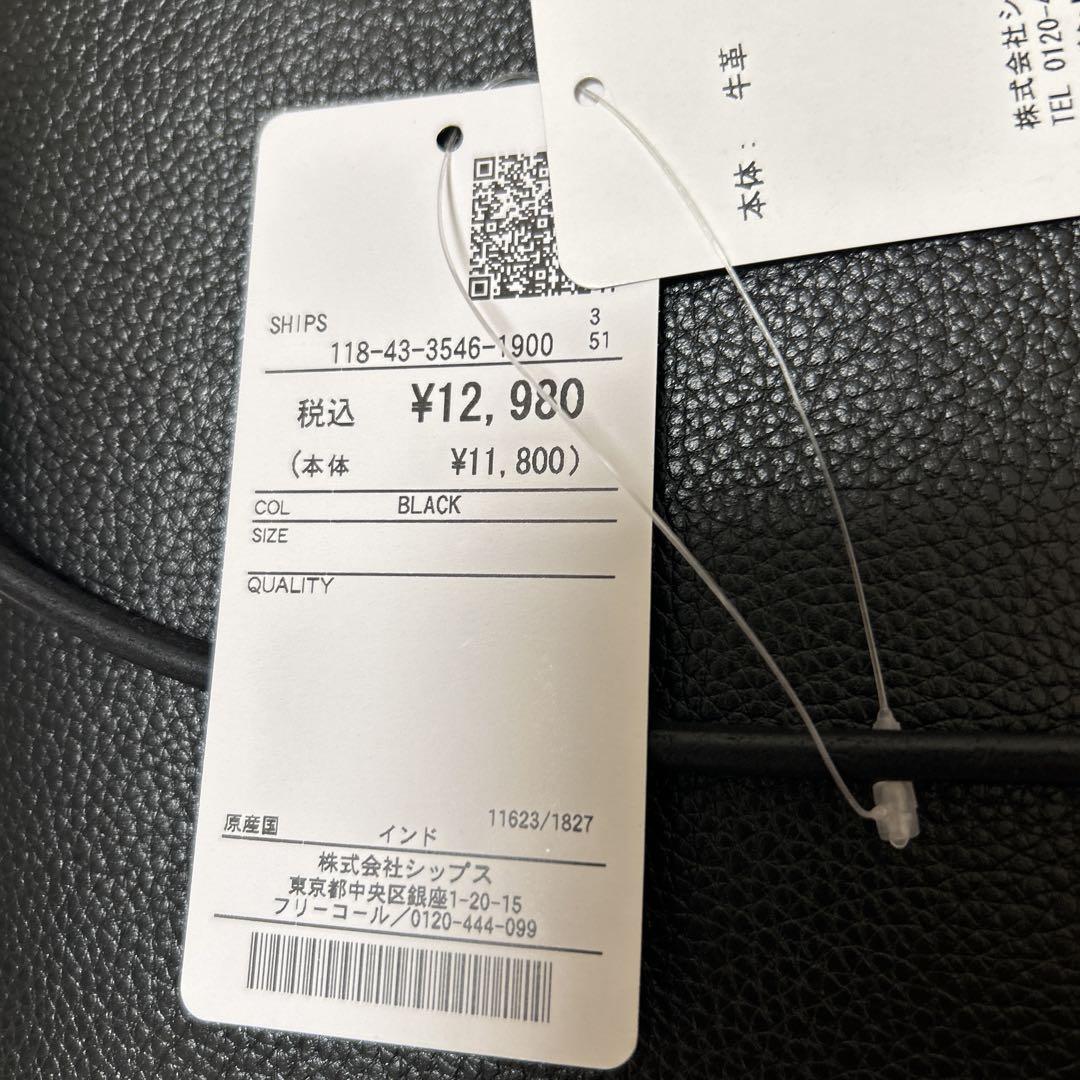 SHIPS
3
118-43-3546-1900
51
税込 ¥12,980
(本体 ¥11,800)
COL BLACK
SIZE
QUALITY
11623/1827
原産国 インド
株式会社シップス
東京都中央区銀座1-20-15
フリーコール/0120-444-099
本体: 牛革
株式会社シ
TEL 0120-